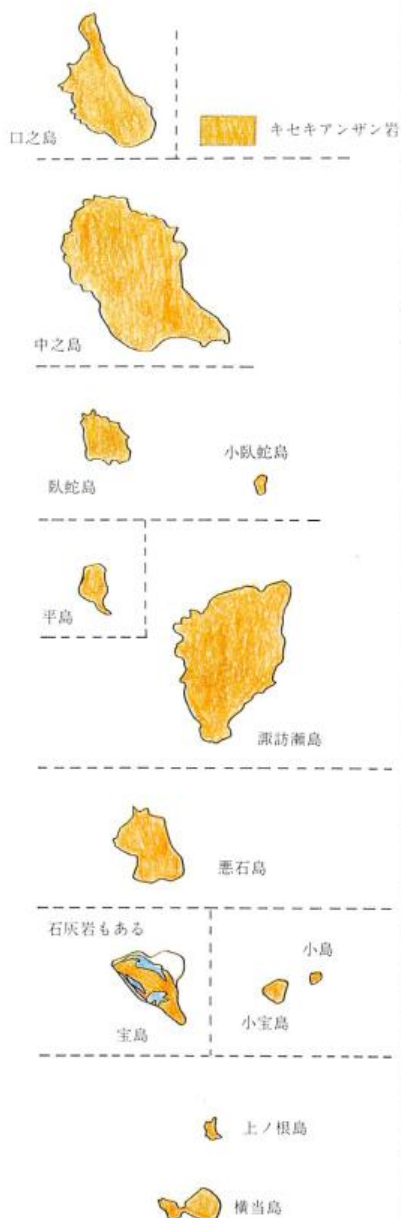 口之島
キセキアンザン岩
中之島
臥蛇島
小臥蛇島
平島
諏訪瀬島
悪石島
石灰岩もある
宝島
小島
小宝島
上ノ根島
横当島